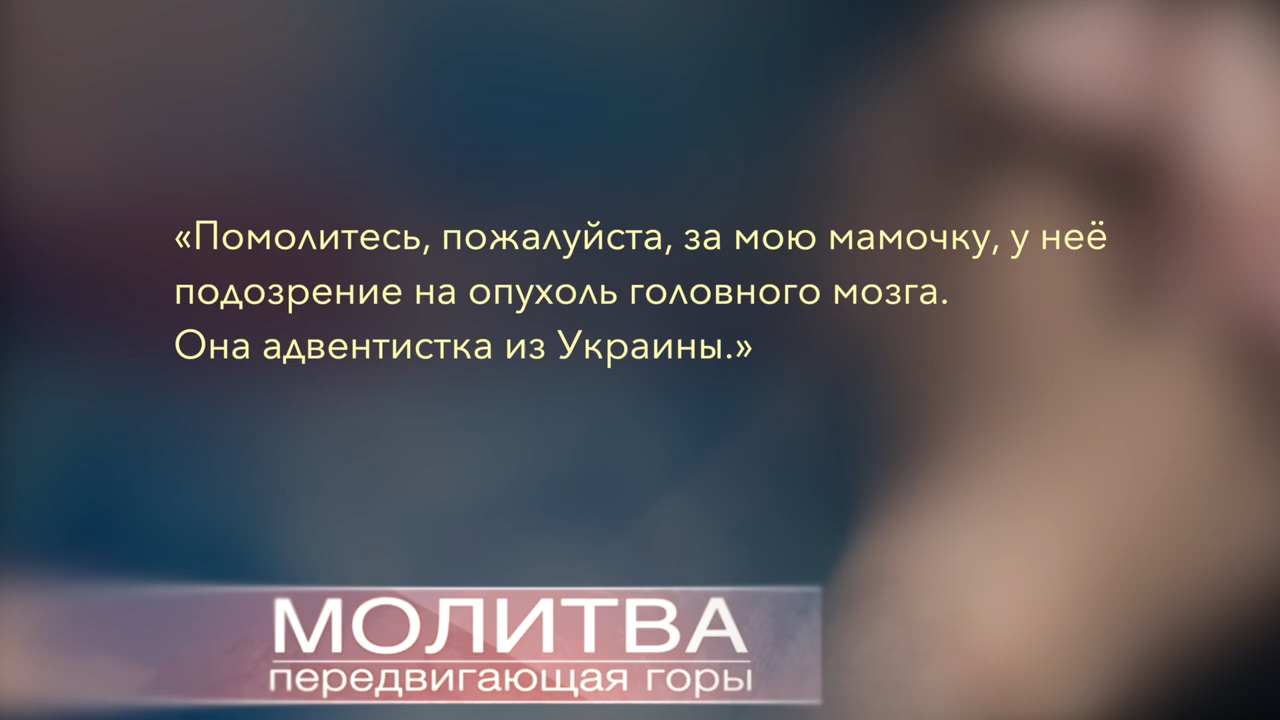 «Помолитесь, пожалуйста, за мою мамочку, у неё
подозрение на опухоль головного мозга.
Она адвентистка из Украины.»
МОЛИТВА
передвигающая горы